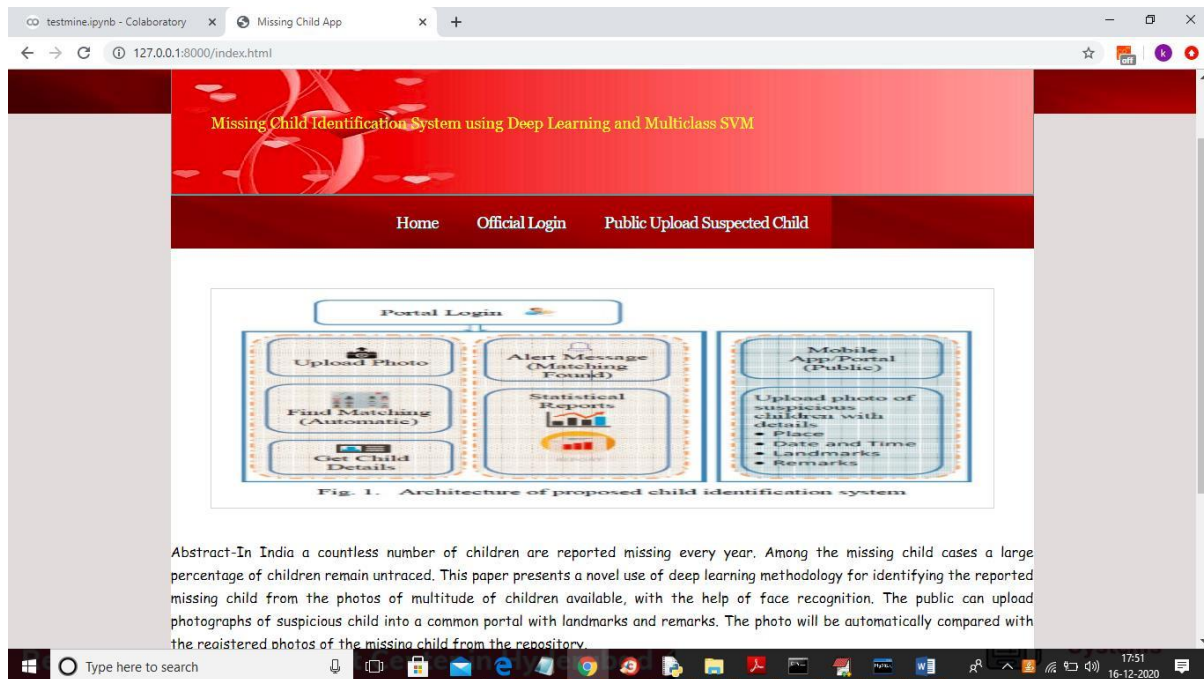 testmine.ipynb - Colaboratory
Missing Child App
127.0.0.1:8000/index.html
off
k
Missing Child Identification System using Deep Learning and Multiclass SVM
Home Official Login Public Upload Suspected Child
Portal Login
Upload Photo
Find Matching
(Automatic)
Get Child
Details
Alert Message
(Matching
Found)
Statistical
Reports
Mobile
App/Portal
(Public)
Upload photo of
suspicious
children with
details
• Place
• Date and Time
• Landmarks
• Remarks
Fig. 1. Architecture of proposed child identification system
Abstract-In India a countless number of children are reported missing every year. Among the missing child cases a large
percentage of children remain untraced. This paper presents a novel use of deep learning methodology for identifying the reported
missing child from the photos of multitude of children available, with the help of face recognition. The public can upload
photographs of suspicious child into a common portal with landmarks and remarks. The photo will be automatically compared with
the registered photos of the missing child from the repository.
Type here to search
17:51
16-12-2020